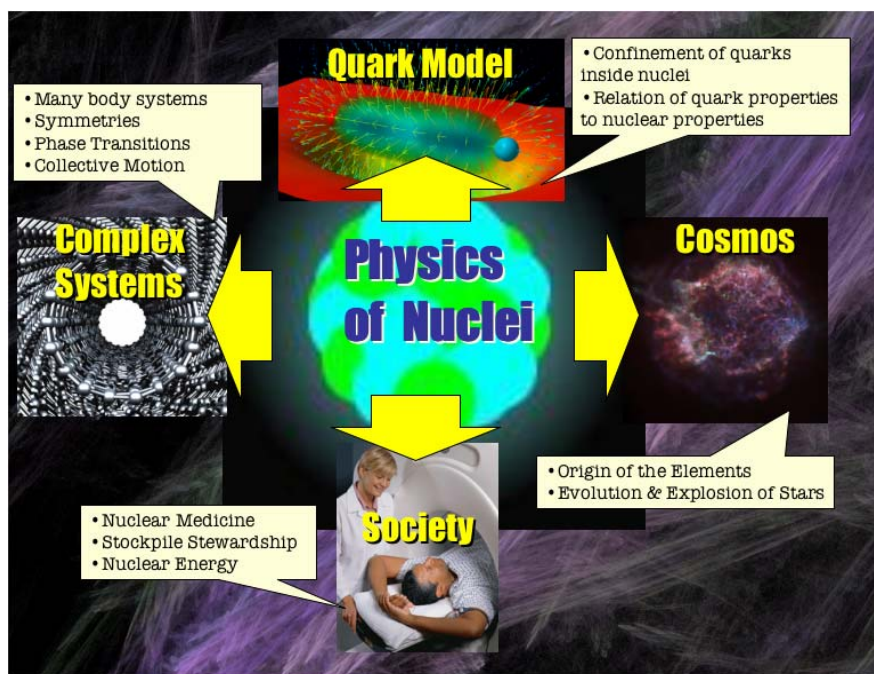 Quark Model
• Confinement of quarks
inside nuclei
• Relation of quark properties
to nuclear properties
• Many body systems
• Symmetries
• Phase Transitions
• Collective Motion
Complex
Systems
Physics
of Nuclei
Cosmos
• Origin of the Elements
• Evolution & Explosion of Stars
• Nuclear Medicine
• Stockpile Stewardship
• Nuclear Energy
Society